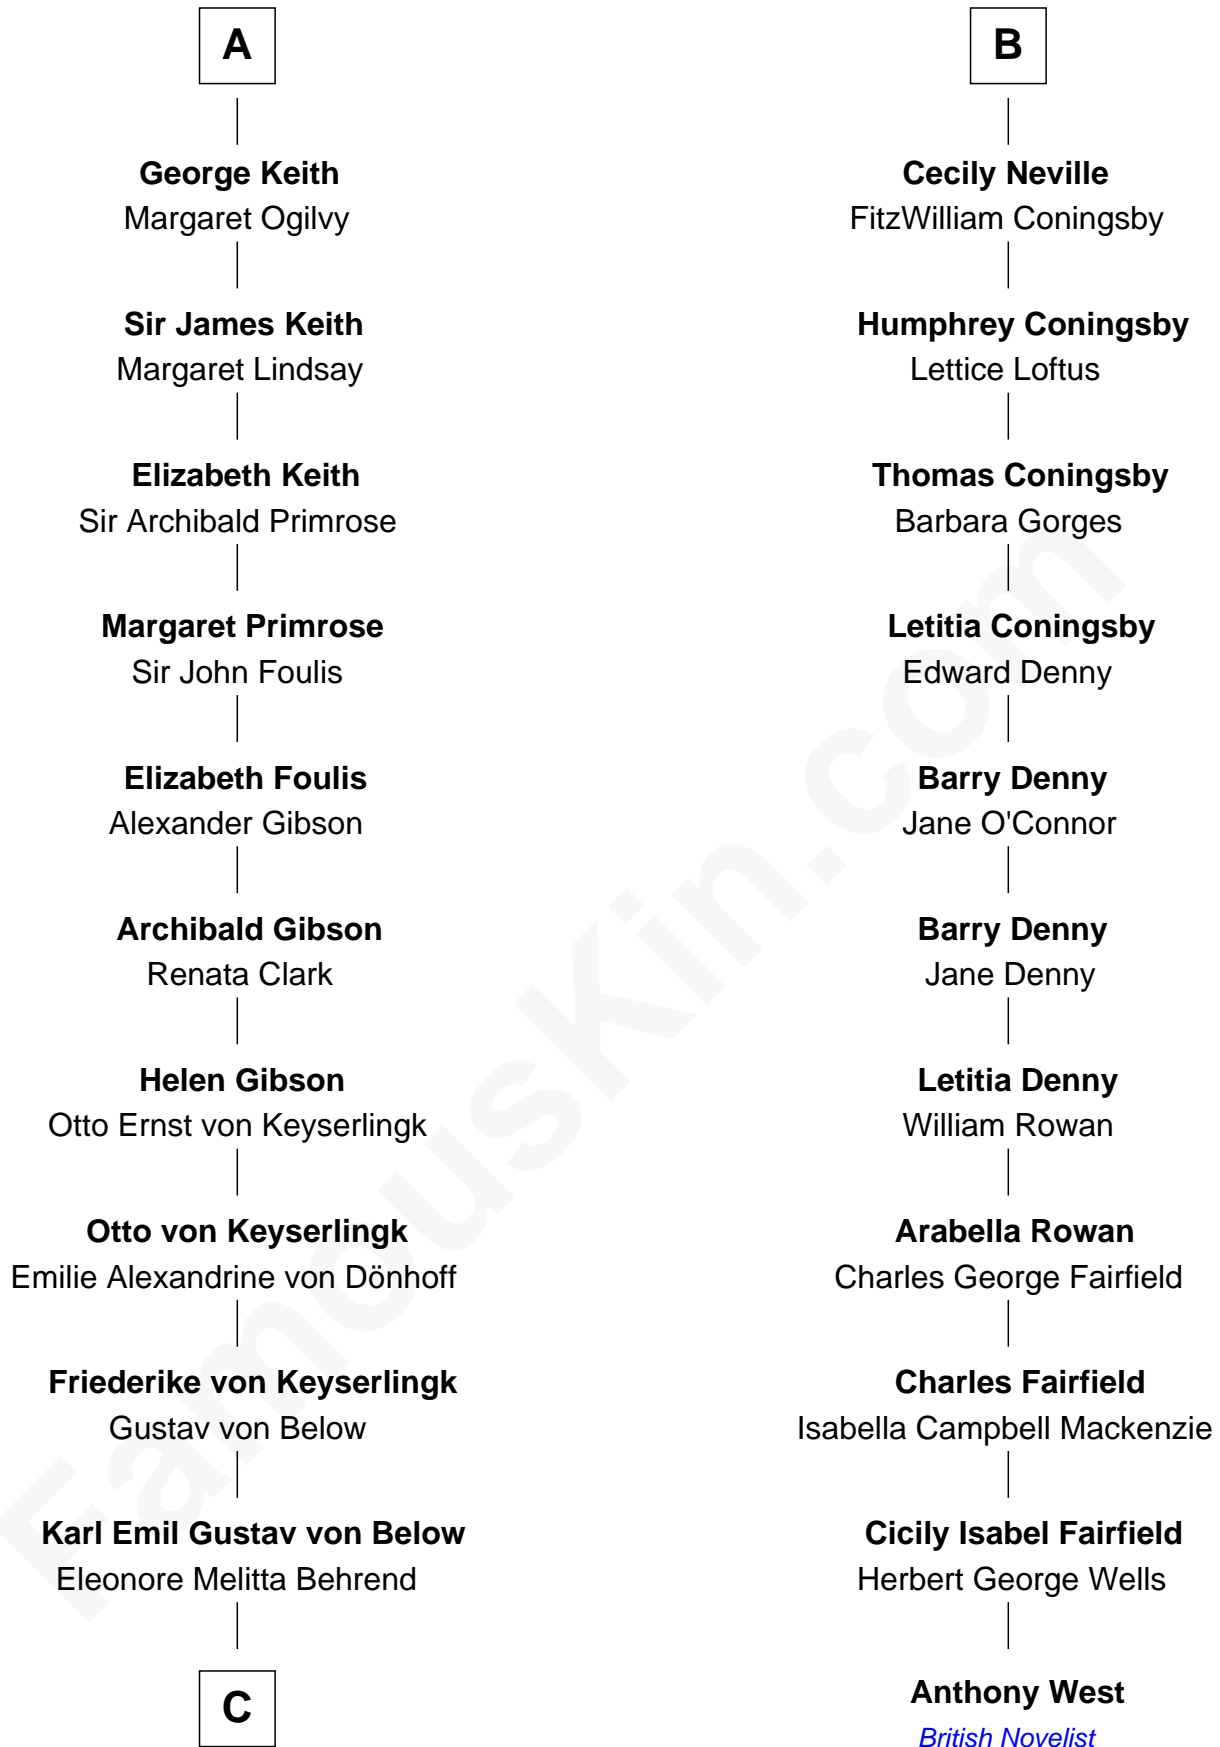 A
George Keith
Margaret Ogilvy
Sir James Keith
Margaret Lindsay
Elizabeth Keith
Sir Archibald Primrose
Margaret Primrose
Sir John Foulis
Elizabeth Foulis
Alexander Gibson
Archibald Gibson
Renata Clark
Helen Gibson
Otto Ernst von Keyserlingk
Otto von Keyserlingk
Emilie Alexandrine von Dönhoff
Friederike von Keyserlingk
Gustav von Below
Karl Emil Gustav von Below
Eleonore Melitta Behrend
C
B
Cecily Neville
FitzWilliam Coningsby
Humphrey Coningsby
Lettice Loftus
Thomas Coningsby
Barbara Gorges
Letitia Coningsby
Edward Denny
Barry Denny
Jane O'Connor
Barry Denny
Jane Denny
Letitia Denny
William Rowan
Arabella Rowan
Charles George Fairfield
Charles Fairfield
Isabella Campbell Mackenzie
Cicily Isabel Fairfield
Herbert George Wells
Anthony West
British Novelist
FamousKin.com